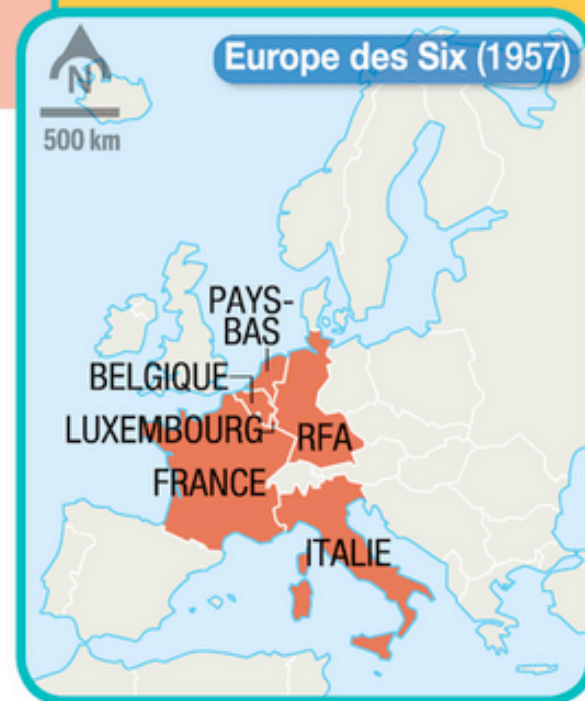 Europe des Six (1957)
N
500 km
PAYS-
BAS
BELGIQUE
LUXEMBOURG
RFA
FRANCE
ITALIE